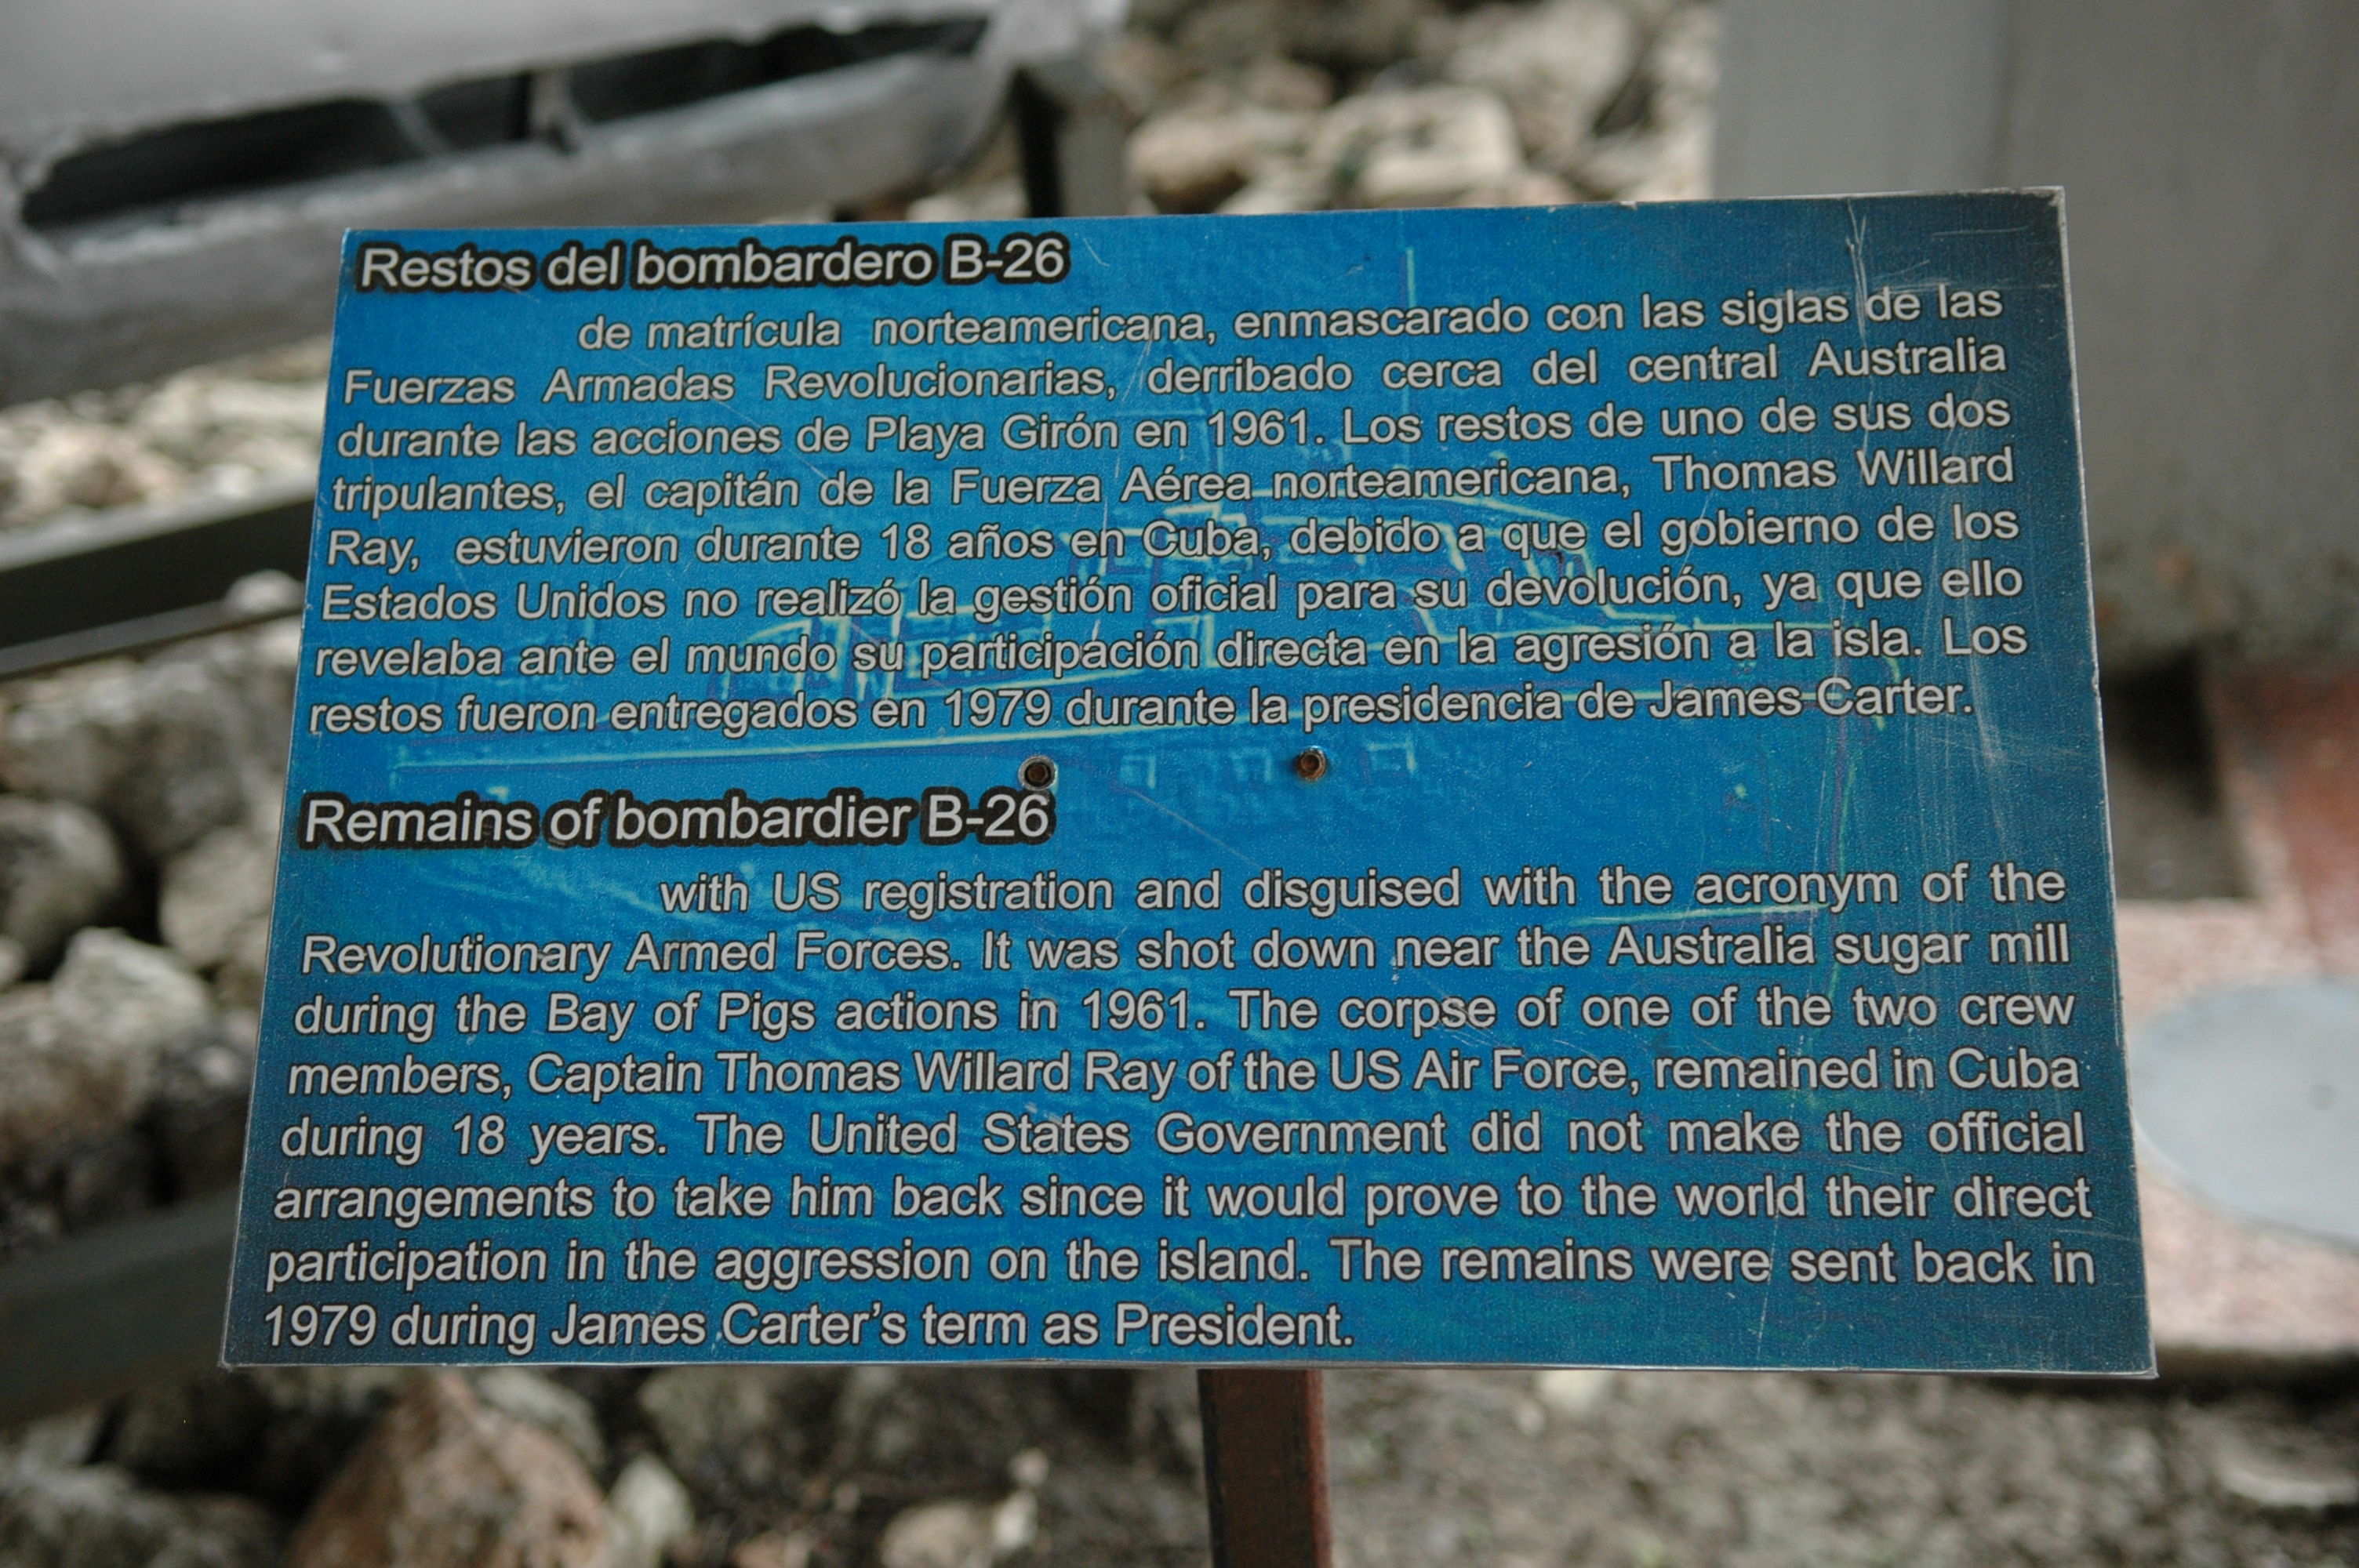 Restos del bombardero B-26
de matrícula norteamericana, enmascarado con las siglas de las
Fuerzas Armadas Revolucionarias, derribado cerca del central Australia
durante las acciones de Playa Girón en 1961. Los restos de uno de sus dos
tripulantes, el capitán de la Fuerza Aérea norteamericana, Thomas Willard
Ray, estuvieron durante 18 años en Cuba, debido a que el gobierno de los
Estados Unidos no realizó la gestión oficial para su devolución, ya que ello
revelaba ante el mundo su participación directa en la agresión a la isla. Los
restos fueron entregados en 1979 durante la presidencia de James Carter.
Remains of bombardier B-26
with US registration and disguised with the acronym of the
Revolutionary Armed Forces. It was shot down near the Australia sugar mill
during the Bay of Pigs actions in 1961. The corpse of one of the two crew
members, Captain Thomas Willard Ray of the US Air Force, remained in Cuba
during 18 years. The United States Government did not make the official
arrangements to take him back since it would prove to the world their direct
participation in the aggression on the island. The remains were sent back in
1979 during James Carter’s term as President.